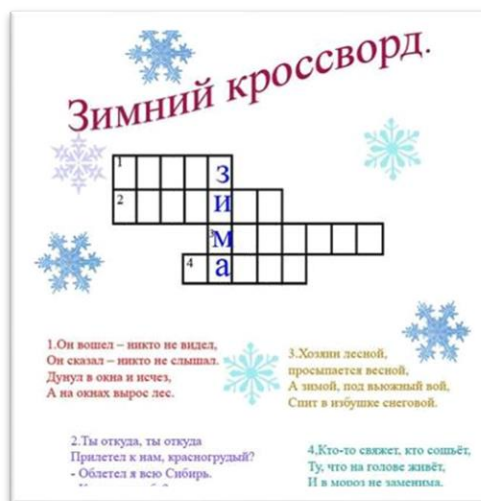 Зимний кроссворд.
1
З
2
и
3
м
4
а
1.Он вошел – никто не видел,
Он сказал – никто не слышал.
Дунул в окна и исчез,
А на окнах вырос лес.
2.Ты откуда, ты откуда
Прилетел к нам, красногрудый?
- Облетел я всю Сибирь.
3.Хозяин лесной,
просыпается весной,
А зимой, под вьюжный вой,
Спит в избушке снеговой.
4.Кто-то свяжет, кто сошьёт,
Ту, что на голове живёт,
И в мороз не заменима.